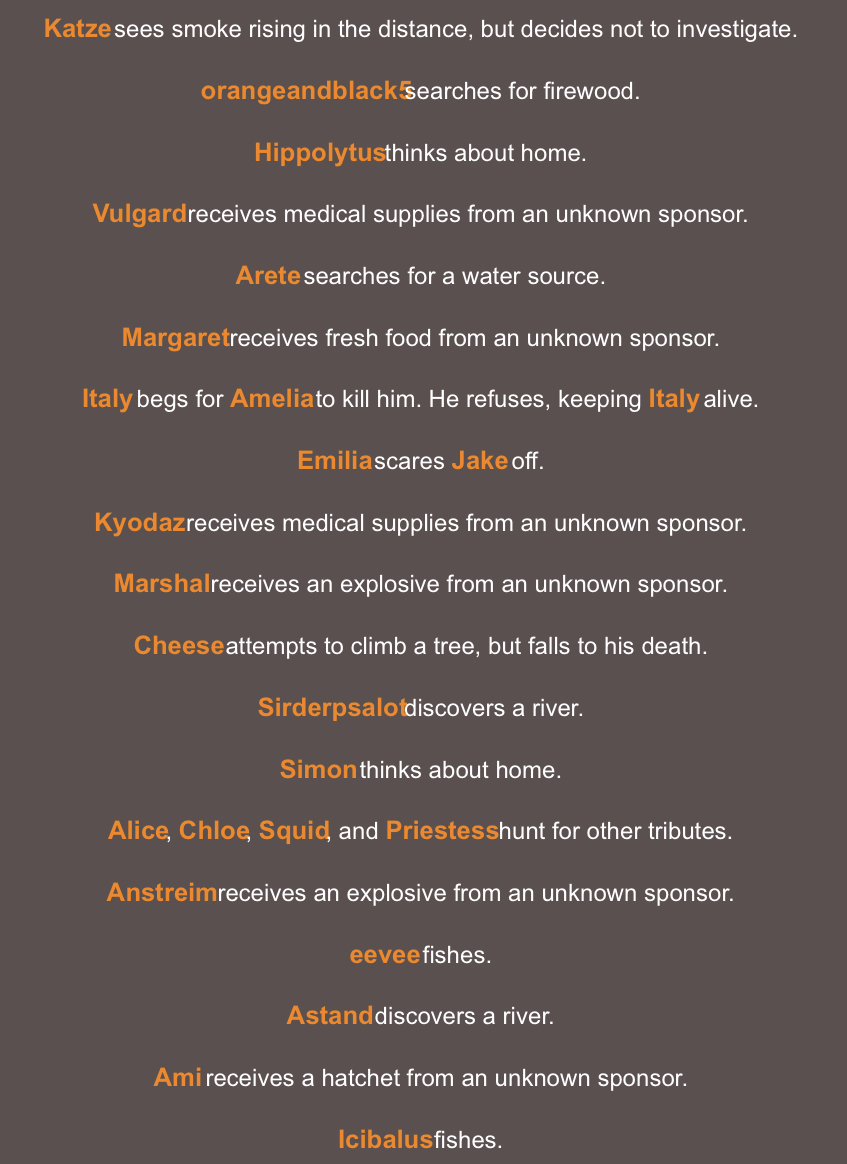 Katze sees smoke rising in the distance, but decides not to investigate.
orangeandblack5 searches for firewood.
Hippolytus thinks about home.
Vulgard receives medical supplies from an unknown sponsor.
Arete searches for a water source.
Margaret receives fresh food from an unknown sponsor.
Italy begs for Amelia to kill him. He refuses, keeping Italy alive.
Emilia scares Jake off.
Kyodaz receives medical supplies from an unknown sponsor.
Marshal receives an explosive from an unknown sponsor.
Cheese attempts to climb a tree, but falls to his death.
Sirderpsalot discovers a river.
Simon thinks about home.
Alice, Chloe, Squid, and Priestess hunt for other tributes.
Anstreim receives an explosive from an unknown sponsor.
eevee fishes.
Astand discovers a river.
Ami receives a hatchet from an unknown sponsor.
Icibalus fishes.